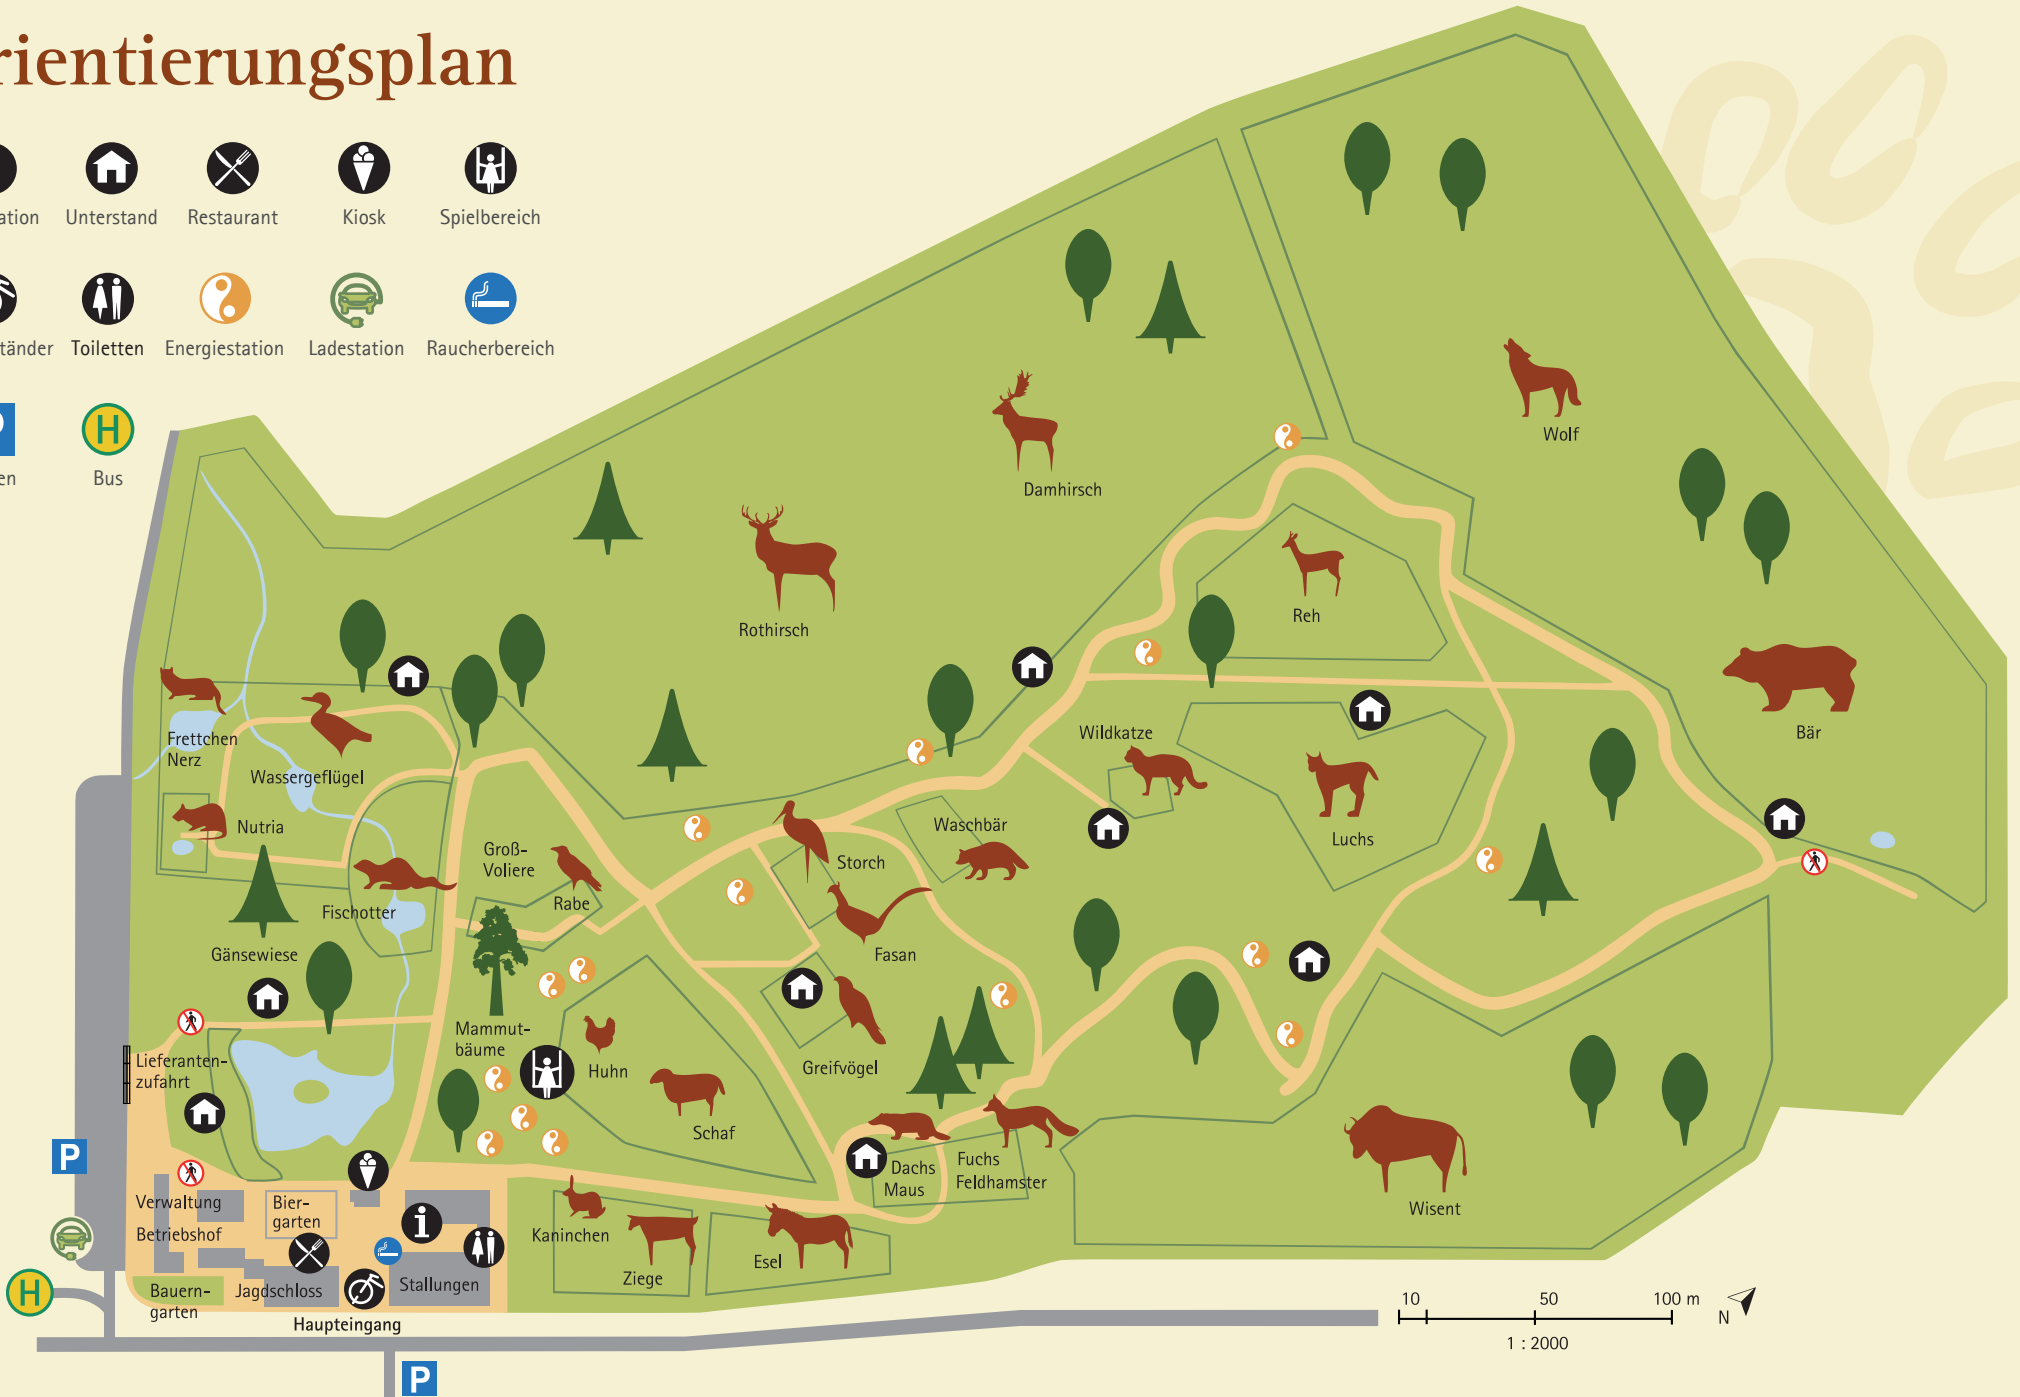 rientierungsplan
ation
Unterstand
Restaurant
Kiosk
Spielbereich
tänder
Toiletten
Energiestation
Ladestation
Raucherbereich
H
en
Bus
Wolf
Damhirsch
Rothirsch
Reh
Bär
Frettchen
Nerz
Wassergeflügel
Wildkatze
Nutria
Waschbär
Luchs
Groß-
Voliere
Storch
Rabe
Fischotter
Gänsewiese
Fasan
Mammut-
bäume
Lieferanten-
zufahrt
Huhn
Greifvögel
Schaf
P
Dachs
Maus
Fuchs
Feldhamster
Wisent
Verwaltung
Bier-
garten
Betriebshof
i
Kaninchen
Ziege
Esel
H
Bauern-
garten
Jagdschloss
Stallungen
Haupteingang
10 50 100 m
N
1 : 2000
P